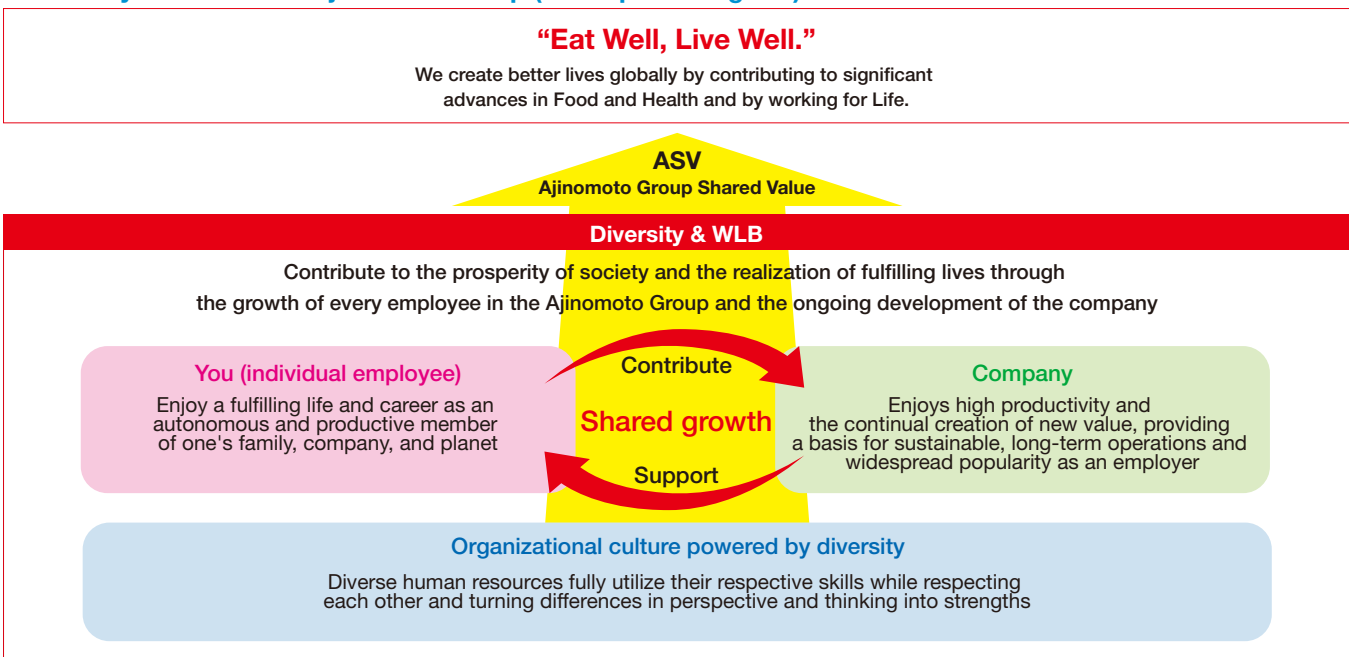 “Eat Well, Live Well.”
We create better lives globally by contributing to significant
advances in Food and Health and by working for Life.
ASV
Ajinomoto Group Shared Value
Diversity & WLB
Contribute to the prosperity of society and the realization of fulfilling lives through
the growth of every employee in the Ajinomoto Group and the ongoing development of the company
You (individual employee)
Enjoy a fulfilling life and career as an
autonomous and productive member
of one's family, company, and planet
Contribute
Shared growth
Support
Company
Enjoys high productivity and
the continual creation of new value, providing
a basis for sustainable, long-term operations and
widespread popularity as an employer
Organizational culture powered by diversity
Diverse human resources fully utilize their respective skills while respecting
each other and turning differences in perspective and thinking into strengths